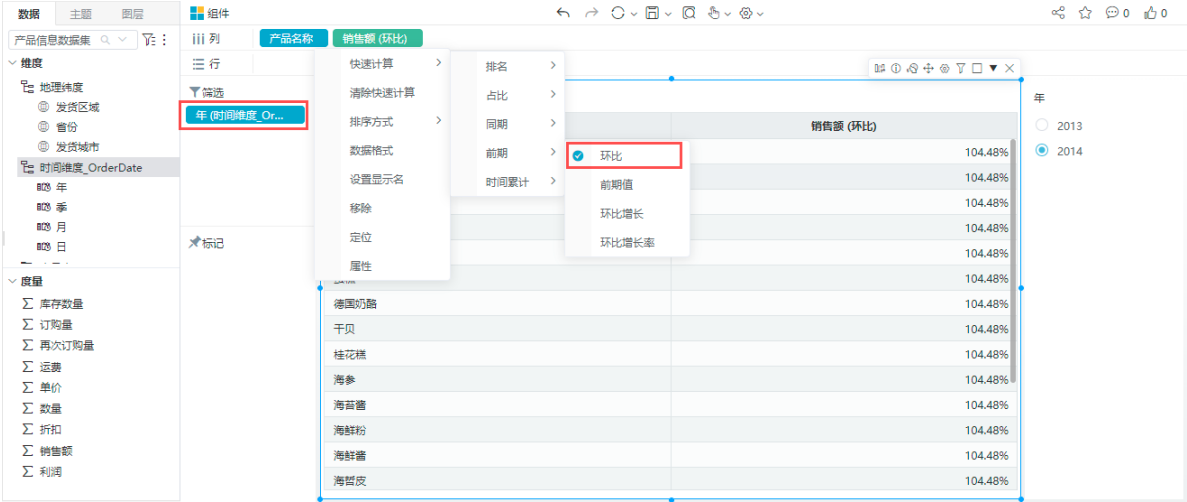 数据 主题 图层
组件
0 0
产品信息数据集
维度
地理纬度
发货区域
省份
发货城市
时间维度_OrderDate
年
季
月
日
度量
库存数量
订购量
再次订购量
运费
单价
数量
折扣
销售额
利润
列
产品名称 销售额 (环比)
行
筛选
年 (时间维度_Or...
标记
快速计算
清除快速计算
排序方式
数据格式
设置显示名
移除
定位
属性
排名
占比
同期
前期
时间累计
环比
前期值
环比增长
环比增长率
销售额 (环比)
104.48%
104.48%
104.48%
104.48%
104.48%
104.48%
德国奶酪 104.48%
干贝 104.48%
桂花糕 104.48%
海参 104.48%
海苔酱 104.48%
海鲜粉 104.48%
海鲜酱 104.48%
海哲皮 104.48%
年
2013
2014